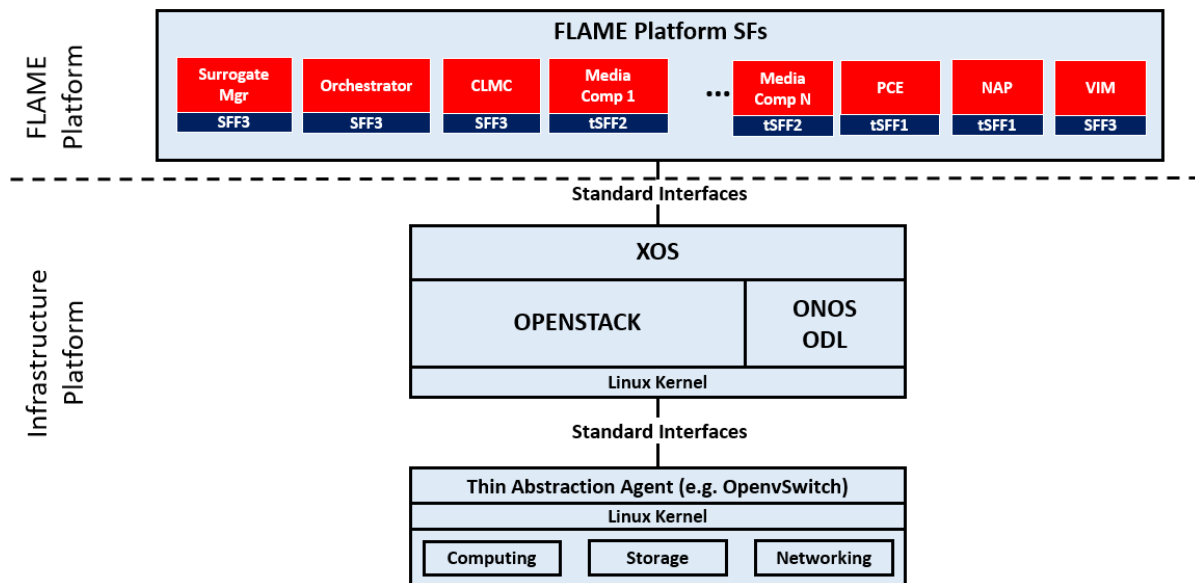 FLAME
Platform
FLAME Platform SFs
Surrogate
Mgr
SFF3
Orchestrator
SFF3
CLMC
SFF3
Media
Comp 1
tSFF2
...
Media
Comp N
tSFF2
PCE
tSFF1
NAP
tSFF1
VIM
SFF3
Standard Interfaces
Infrastructure
Platform
XOS
OPENSTACK
ONOS
ODL
Linux Kernel
Standard Interfaces
Thin Abstraction Agent (e.g. OpenvSwitch)
Linux Kernel
Computing
Storage
Networking